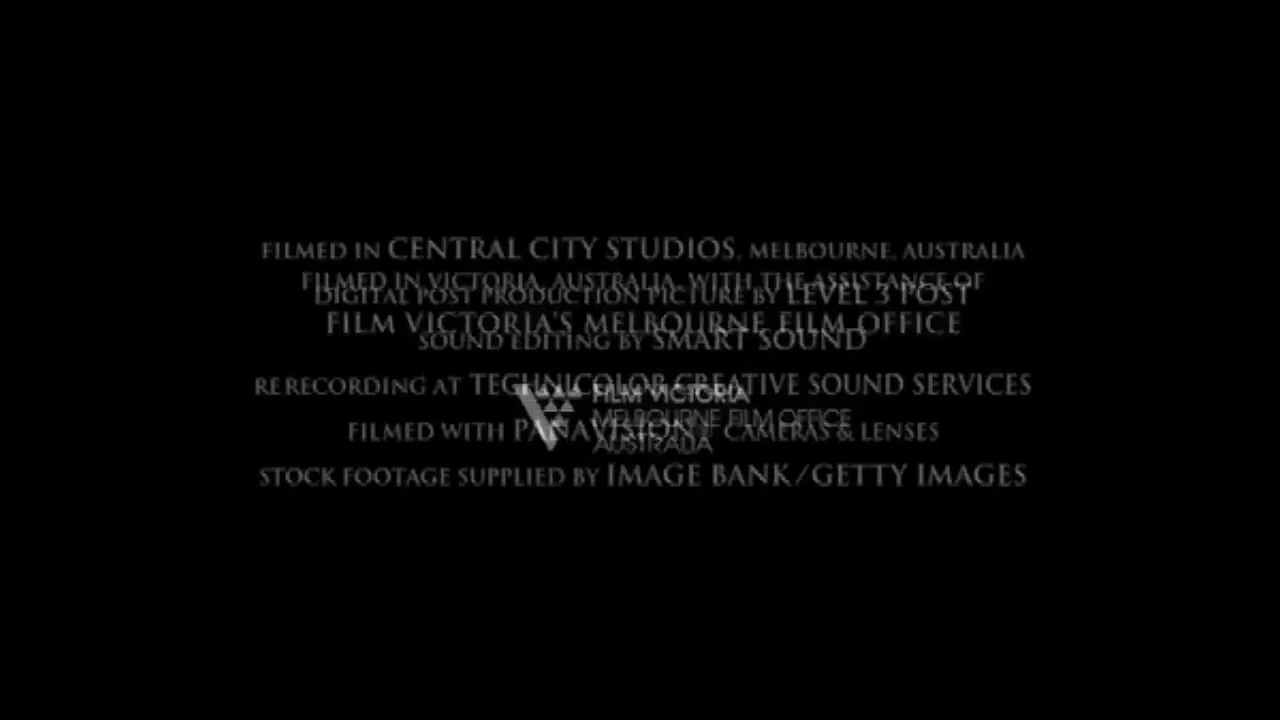 FILMED IN CENTRAL CITY STUDIOS, MELBOURNE, AUSTRALIA
FILMED IN VICTORIA, AUSTRALIA, WITH THE ASSISTANCE OF
DIGITAL POST PRODUCTION PICTURE BY LEVEL 3 POST
FILM VICTORIA'S MELBOURNE FILM OFFICE
SOUND EDITING BY SMART SOUND
RERECORDING AT TECHNICOLOR CREATIVE SOUND SERVICES
FILM VICTORIA
MELBOURNE FILM OFFICE
FILMED WITH PANAVISION® CAMERAS & LENSES
AUSTRALIA
STOCK FOOTAGE SUPPLIED BY IMAGE BANK/GETTY IMAGES